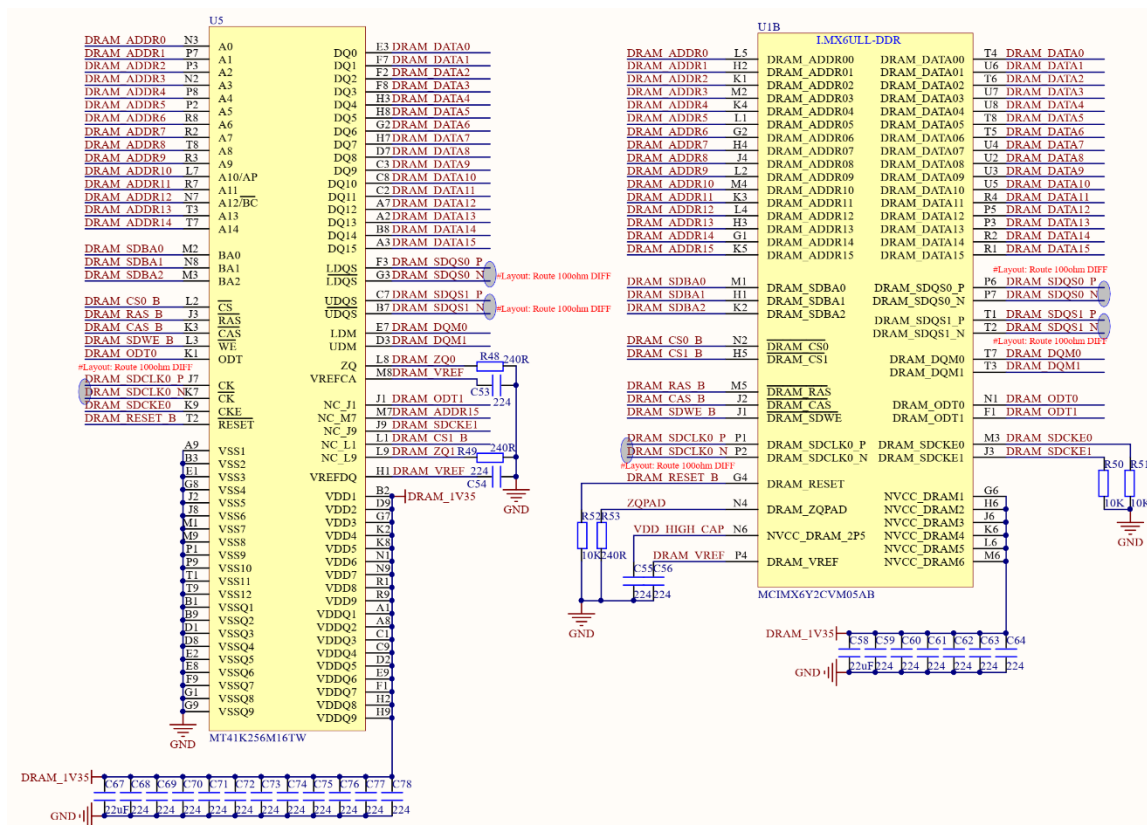 U5
DRAM_ADDR0 N3 A0
DRAM_ADDR1 P7 A1
DRAM_ADDR2 P3 A2
DRAM_ADDR3 N2 A3
DRAM_ADDR4 P8 A4
DRAM_ADDR5 P2 A5
DRAM_ADDR6 R8 A6
DRAM_ADDR7 R2 A7
DRAM_ADDR8 T8 A8
DRAM_ADDR9 R3 A9
DRAM_ADDR10 L7 A10/AP
DRAM_ADDR11 R7 A11
DRAM_ADDR12 N7 A12/BC
DRAM_ADDR13 T3 A13
DRAM_ADDR14 T7 A14
DRAM_SDBA0 M2 BA0
DRAM_SDBA1 N8 BA1
DRAM_SDBA2 M3 BA2
DRAM_CS0_B L2 CS
DRAM_RAS_B J3 RAS
DRAM_CAS_B K3 CAS
DRAM_SDWE_B L3 WE
DRAM_ODT0 K1 ODT
#Layout: Route 100ohm DIFF
DRAM_SDCLK0_P J7 CK
DRAM_SDCLK0_N K7 CK
DRAM_SDCKE0 K9 CKE
DRAM_RESET_B T2 RESET
A9 VSS1
B3 VSS2
E1 VSS3
G8 VSS4
J2 VSS5
J8 VSS6
M1 VSS7
M9 VSS8
P1 VSS9
P9 VSS10
T1 VSS11
T9 VSS12
B1 VSSQ1
B9 VSSQ2
D1 VSSQ3
D8 VSSQ4
E2 VSSQ5
E8 VSSQ6
F9 VSSQ7
G1 VSSQ8
G9 VSSQ9
GND
DQ0 E3 DRAM_DATA0
DQ1 F7 DRAM_DATA1
DQ2 F2 DRAM_DATA2
DQ3 F8 DRAM_DATA3
DQ4 H3 DRAM_DATA4
DQ5 H8 DRAM_DATA5
DQ6 G2 DRAM_DATA6
DQ7 H7 DRAM_DATA7
DQ8 D7 DRAM_DATA8
DQ9 C3 DRAM_DATA9
DQ10 C8 DRAM_DATA10
DQ11 C2 DRAM_DATA11
DQ12 A7 DRAM_DATA12
DQ13 A2 DRAM_DATA13
DQ14 B8 DRAM_DATA14
DQ15 A3 DRAM_DATA15
LDQS F3 DRAM_SDQS0_P
LDQS G3 DRAM_SDQS0_N
#Layout: Route 100ohm DIFF
UDQS C7 DRAM_SDQS1_P
UDQS B7 DRAM_SDQS1_N
#Layout: Route 100ohm DIFF
LDM E7 DRAM_DQM0
UDM D3 DRAM_DQM1
ZQ L8 DRAM_ZQ0 R48 240R
VREFCA M8 DRAM_VREF C53 224
NC_J1 J1 DRAM_ODT1
NC_M7 M7 DRAM_ADDR15
NC_J9 J9 DRAM_SDCKE1
NC_L1 L1 DRAM_CS1_B
NC_L9 L9 DRAM_ZQ1 R49 240R
VREFDQ H1 DRAM_VREF 224 C54
GND
VDD1 B2 DRAM_1V35
VDD2 D9
VDD3 G7
VDD4 K2
VDD5 K8
VDD6 N1
VDD7 N9
VDD8 R1
VDD9 R9
VDDQ1 A1
VDDQ2 A8
VDDQ3 C1
VDDQ4 C9
VDDQ5 D2
VDDQ6 E9
VDDQ7 F1
VDDQ8 H2
VDDQ9 H9
MT41K256M16TW
DRAM_1V35 C67 C68 C69 C70 C71 C72 C73 C74 C75 C76 C77 C78
GND 22uF 224 224 224 224 224 224 224 224 224 224 224
U1B
I.MX6ULL-DDR
DRAM_ADDR0 L5 DRAM_ADDR00
DRAM_ADDR1 H2 DRAM_ADDR01
DRAM_ADDR2 K1 DRAM_ADDR02
DRAM_ADDR3 M2 DRAM_ADDR03
DRAM_ADDR4 K4 DRAM_ADDR04
DRAM_ADDR5 L1 DRAM_ADDR05
DRAM_ADDR6 G2 DRAM_ADDR06
DRAM_ADDR7 H4 DRAM_ADDR07
DRAM_ADDR8 J4 DRAM_ADDR08
DRAM_ADDR9 L2 DRAM_ADDR09
DRAM_ADDR10 M4 DRAM_ADDR10
DRAM_ADDR11 K3 DRAM_ADDR11
DRAM_ADDR12 L4 DRAM_ADDR12
DRAM_ADDR13 H3 DRAM_ADDR13
DRAM_ADDR14 G1 DRAM_ADDR14
DRAM_ADDR15 K5 DRAM_ADDR15
DRAM_SDBA0 M1 DRAM_SDBA0
DRAM_SDBA1 H1 DRAM_SDBA1
DRAM_SDBA2 K2 DRAM_SDBA2
DRAM_CS0_B N2 DRAM_CS0
DRAM_CS1_B H5 DRAM_CS1
DRAM_RAS_B M5 DRAM_RAS
DRAM_CAS_B J2 DRAM_CAS
DRAM_SDWE_B J1 DRAM_SDWE
DRAM_SDCLK0_P P1 DRAM_SDCLK0_P
DRAM_SDCLK0_N P2 DRAM_SDCLK0_N
#Layout: Route 100ohm DIFF
DRAM_RESET_B G4 DRAM_RESET
ZQPAD N4 DRAM_ZQPAD
R52 R53
10K 240R
VDD_HIGH_CAP N6 NVCC_DRAM_2P5
DRAM_VREF P4 DRAM_VREF
C55 C56
224 224
GND
DRAM_DATA00 T4 DRAM_DATA0
DRAM_DATA01 U6 DRAM_DATA1
DRAM_DATA02 T6 DRAM_DATA2
DRAM_DATA03 U7 DRAM_DATA3
DRAM_DATA04 U8 DRAM_DATA4
DRAM_DATA05 T8 DRAM_DATA5
DRAM_DATA06 T5 DRAM_DATA6
DRAM_DATA07 U4 DRAM_DATA7
DRAM_DATA08 U2 DRAM_DATA8
DRAM_DATA09 U3 DRAM_DATA9
DRAM_DATA10 U5 DRAM_DATA10
DRAM_DATA11 R4 DRAM_DATA11
DRAM_DATA12 P5 DRAM_DATA12
DRAM_DATA13 P3 DRAM_DATA13
DRAM_DATA14 R2 DRAM_DATA14
DRAM_DATA15 R1 DRAM_DATA15
#Layout: Route 100ohm DIFF
DRAM_SDQS0_P P6 DRAM_SDQS0_P
DRAM_SDQS0_N P7 DRAM_SDQS0_N
DRAM_SDQS1_P T1 DRAM_SDQS1_P
DRAM_SDQS1_N T2 DRAM_SDQS1_N
#Layout: Route 100ohm DIFF
DRAM_DQM0 T7 DRAM_DQM0
DRAM_DQM1 T3 DRAM_DQM1
DRAM_ODT0 N1 DRAM_ODT0
DRAM_ODT1 F1 DRAM_ODT1
DRAM_SDCKE0 M3 DRAM_SDCKE0
DRAM_SDCKE1 J3 DRAM_SDCKE1
R50 R51
10K 10K
GND
NVCC_DRAM1 G6
NVCC_DRAM2 H6
NVCC_DRAM3 J6
NVCC_DRAM4 K6
NVCC_DRAM5 L6
NVCC_DRAM6 M6
MCIMX6Y2CVM05AB
DRAM_1V35 C58 C59 C60 C61 C62 C63 C64
GND 22uF 224 224 224 224 224 224